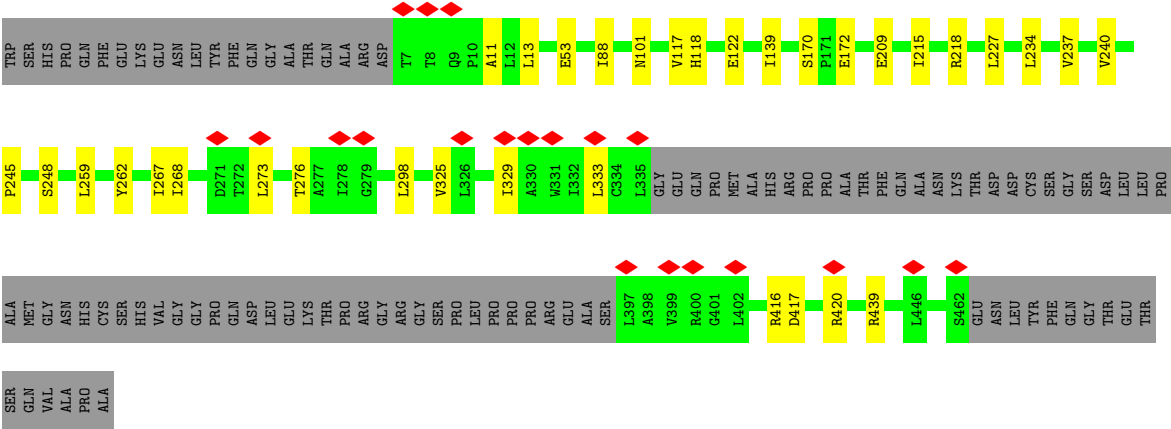 TRP SER HIS PRO GLN PHE GLU LYS GLU ASN LEU TYR PHE GLN GLY ALA THR GLN ALA ARG ASP T7 T8 Q9 P10 A11 L12 L13 E53 I88 N101 V117 H118 E122 I139 S170 P171 E172 E209 I215 R218 L227 L234 V237 V240
P245 S248 L259 Y262 I267 I268 D271 T272 L273 T276 A277 I278 G279 L298 V325 L326 I329 A330 W331 I332 L333 C334 L335 GLY GLU GLN PRO MET ALA HIS ARG PRO PRO ALA THR PHE GLN ALA ASN LYS THR ASP ASP CYS SER GLY SER ASP LEU LEU PRO
ALA MET GLY ASN HIS CYS SER HIS VAL GLY GLY PRO GLN ASP LEU GLU LYS THR PRO ARG GLY ARG GLY SER PRO LEU PRO PRO PRO ARG GLU ALA SER L397 A398 V399 R400 G401 L402 R416 D417 R420 R439 L446 S462 GLU ASN LEU TYR PHE GLN GLY THR GLU THR
SER GLN VAL ALA PRO ALA